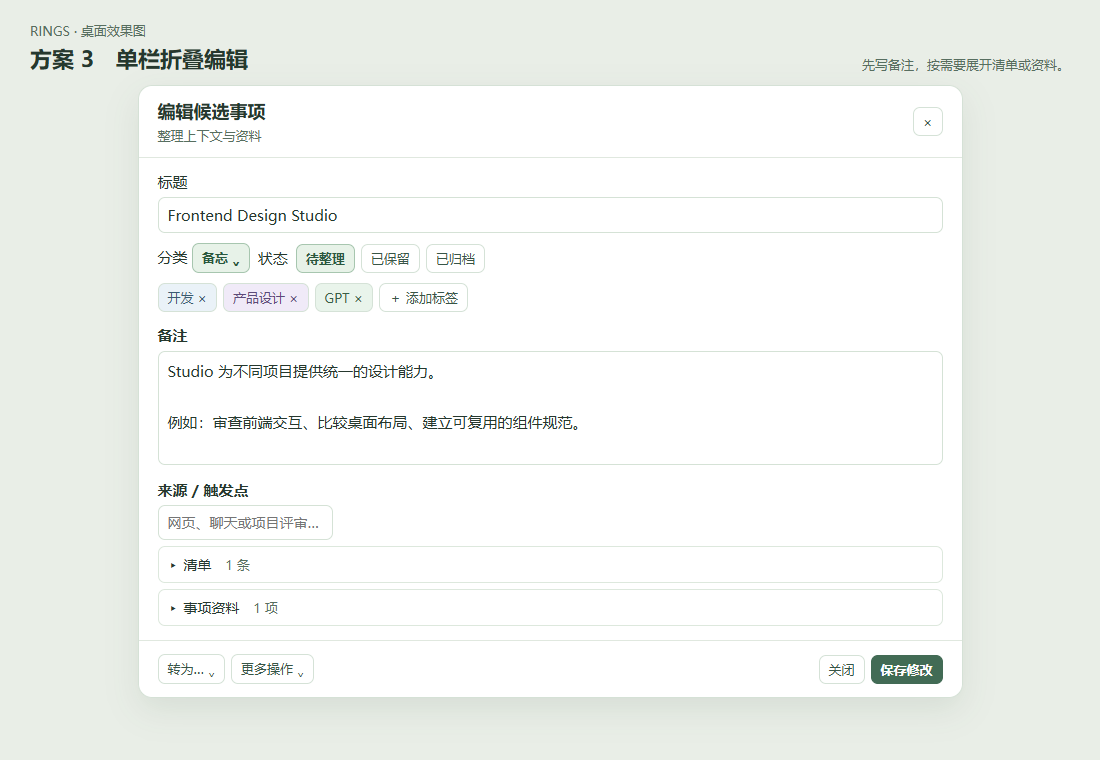 RINGS · 桌面效果图
方案 3 单栏折叠编辑
先写备注，按需要展开清单或资料。
编辑候选事项
整理上下文与资料
×
标题
Frontend Design Studio
分类 备忘 状态 待整理 已保留 已归档
开发 × 产品设计 × GPT × + 添加标签
备注
Studio 为不同项目提供统一的设计能力。
例如：审查前端交互、比较桌面布局、建立可复用的组件规范。
来源 / 触发点
网页、聊天或项目评审...
▸ 清单 1 条
▸ 事项资料 1 项
转为... 更多操作 关闭 保存修改